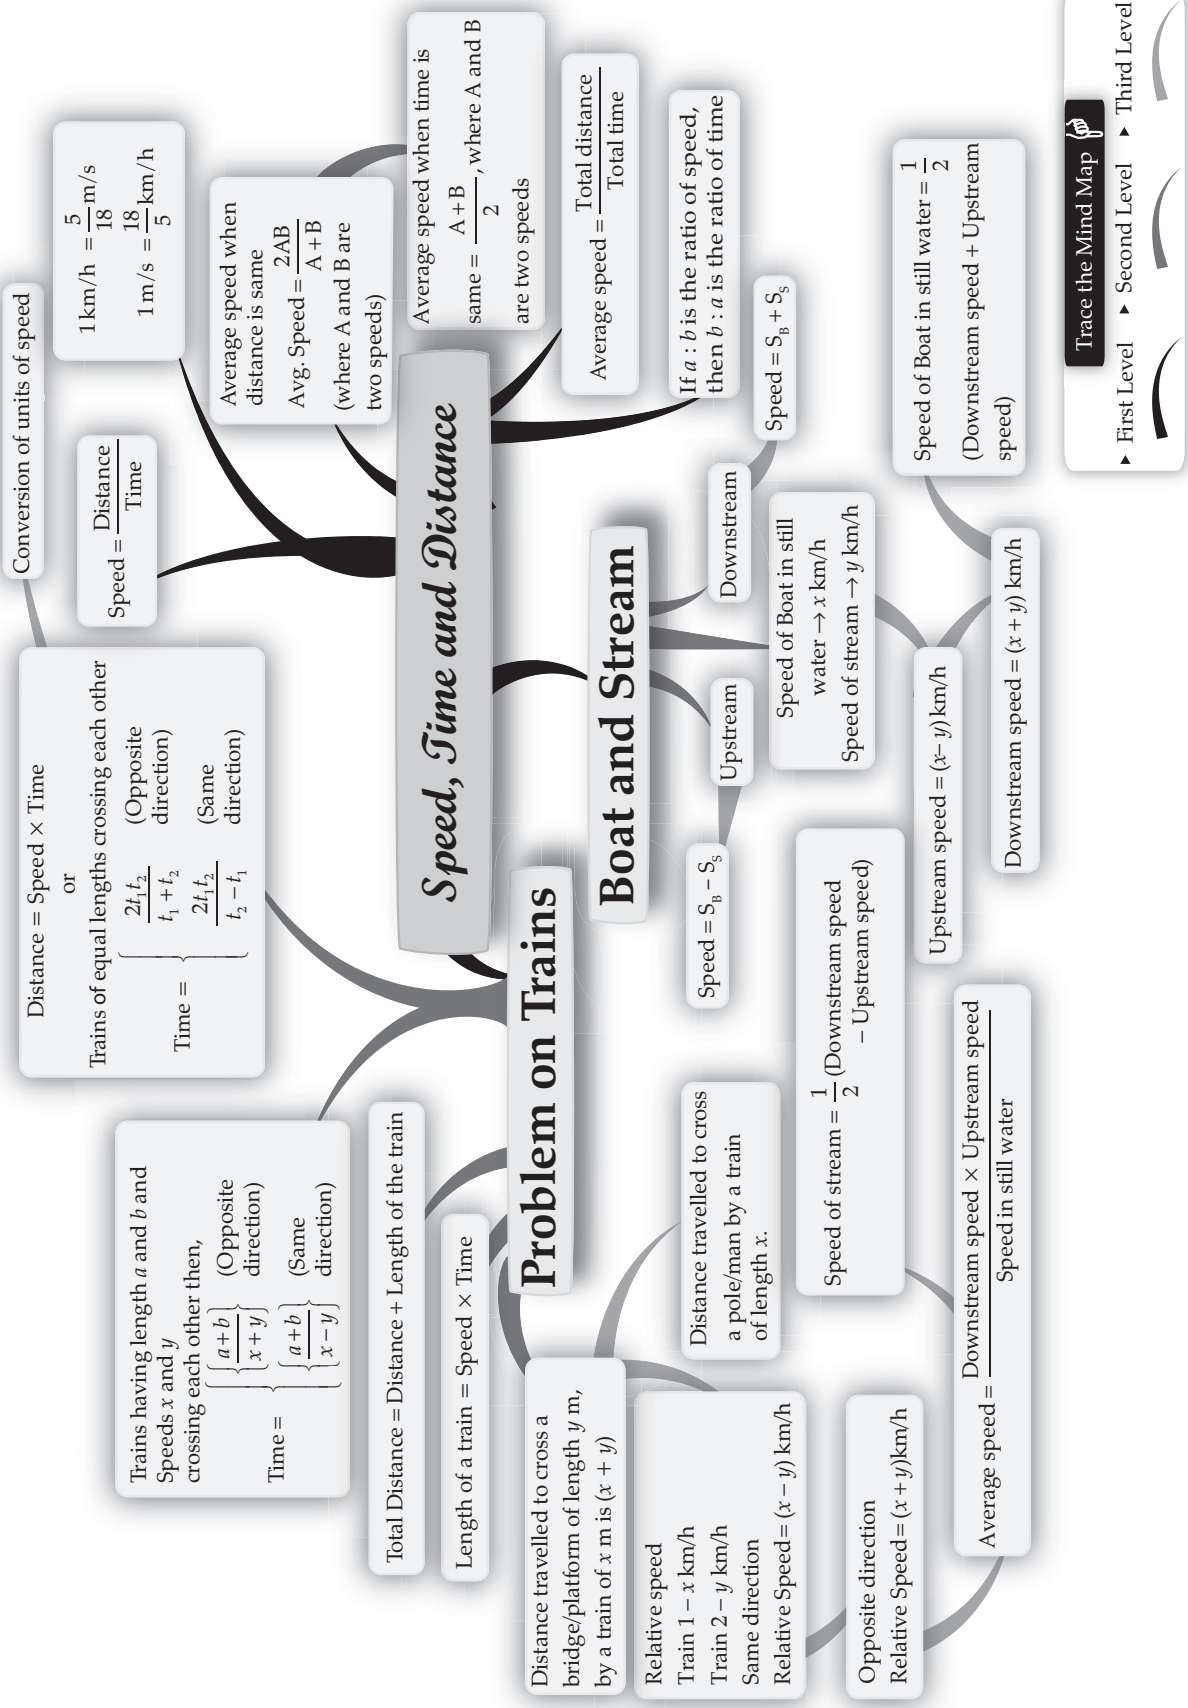 Conversion of units of speed
1 km/h = 5/18 m/s
1 m/s = 18/5 km/h
Speed = Distance/Time
Distance = Speed × Time
or
Trains of equal lengths crossing each other
Time = { 2t₁t₂/(t₁ + t₂) (Opposite direction)
2t₁t₂/(t₂ − t₁) (Same direction)
Average speed when
distance is same
Avg. Speed = 2AB/(A + B)
(where A and B are
two speeds)
Average speed when time is
same = (A + B)/2, where A and B
are two speeds
Average speed = Total distance/Total time
If a : b is the ratio of speed,
then b : a is the ratio of time
Speed, Time and Distance
Problem on Trains
Trains having length a and b and
Speeds x and y
crossing each other then,
Time = { {a+b/x+y} (Opposite direction)
{a+b/x−y} (Same direction)
Total Distance = Distance + Length of the train
Length of a train = Speed × Time
Distance travelled to cross a
bridge/platform of length y m,
by a train of x m is (x + y)
Distance travelled to cross
a pole/man by a train
of length x.
Relative speed
Train 1 – x km/h
Train 2 – y km/h
Same direction
Relative Speed = (x − y) km/h
Opposite direction
Relative Speed = (x + y)km/h
Boat and Stream
Upstream
Speed = S_B − S_S
Downstream
Speed = S_B + S_S
Speed of Boat in still
water → x km/h
Speed of stream → y km/h
Upstream speed = (x– y) km/h
Downstream speed = (x + y) km/h
Speed of Boat in still water = 1/2
(Downstream speed + Upstream
speed)
Speed of stream = 1/2 (Downstream speed
− Upstream speed)
Average speed = Downstream speed × Upstream speed/Speed in still water
Trace the Mind Map
▸ First Level ▸ Second Level ▸ Third Level